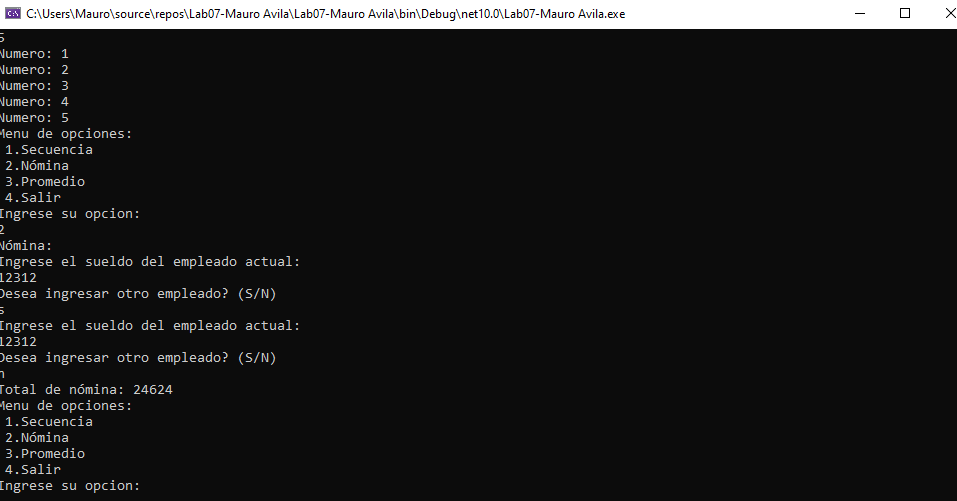 C:\Users\Mauro\source\repos\Lab07-Mauro Avila\Lab07-Mauro Avila\bin\Debug\net10.0\Lab07-Mauro Avila.exe
5
Numero: 1
Numero: 2
Numero: 3
Numero: 4
Numero: 5
Menu de opciones:
1.Secuencia
2.Nómina
3.Promedio
4.Salir
Ingrese su opcion:
2
Nómina:
Ingrese el sueldo del empleado actual:
12312
Desea ingresar otro empleado? (S/N)
s
Ingrese el sueldo del empleado actual:
12312
Desea ingresar otro empleado? (S/N)
n
Total de nómina: 24624
Menu de opciones:
1.Secuencia
2.Nómina
3.Promedio
4.Salir
Ingrese su opcion: